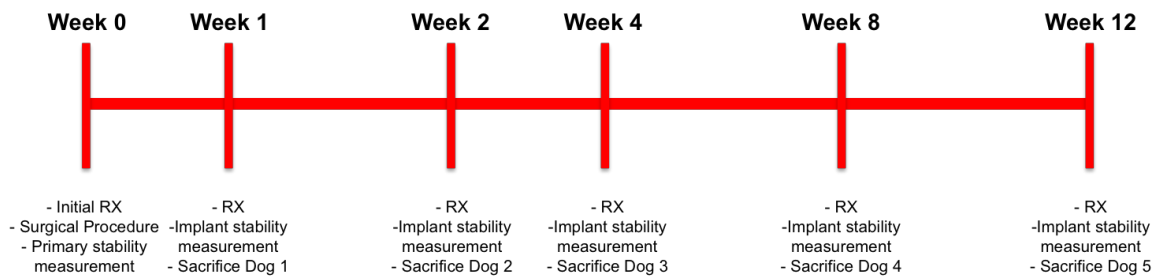 Week 0
Week 1
Week 2
Week 4
Week 8
Week 12
- Initial RX
- Surgical Procedure
- Primary stability
measurement
- RX
-Implant stability
measurement
- Sacrifice Dog 1
- RX
-Implant stability
measurement
- Sacrifice Dog 2
- RX
-Implant stability
measurement
- Sacrifice Dog 3
- RX
-Implant stability
measurement
- Sacrifice Dog 4
- RX
-Implant stability
measurement
- Sacrifice Dog 5